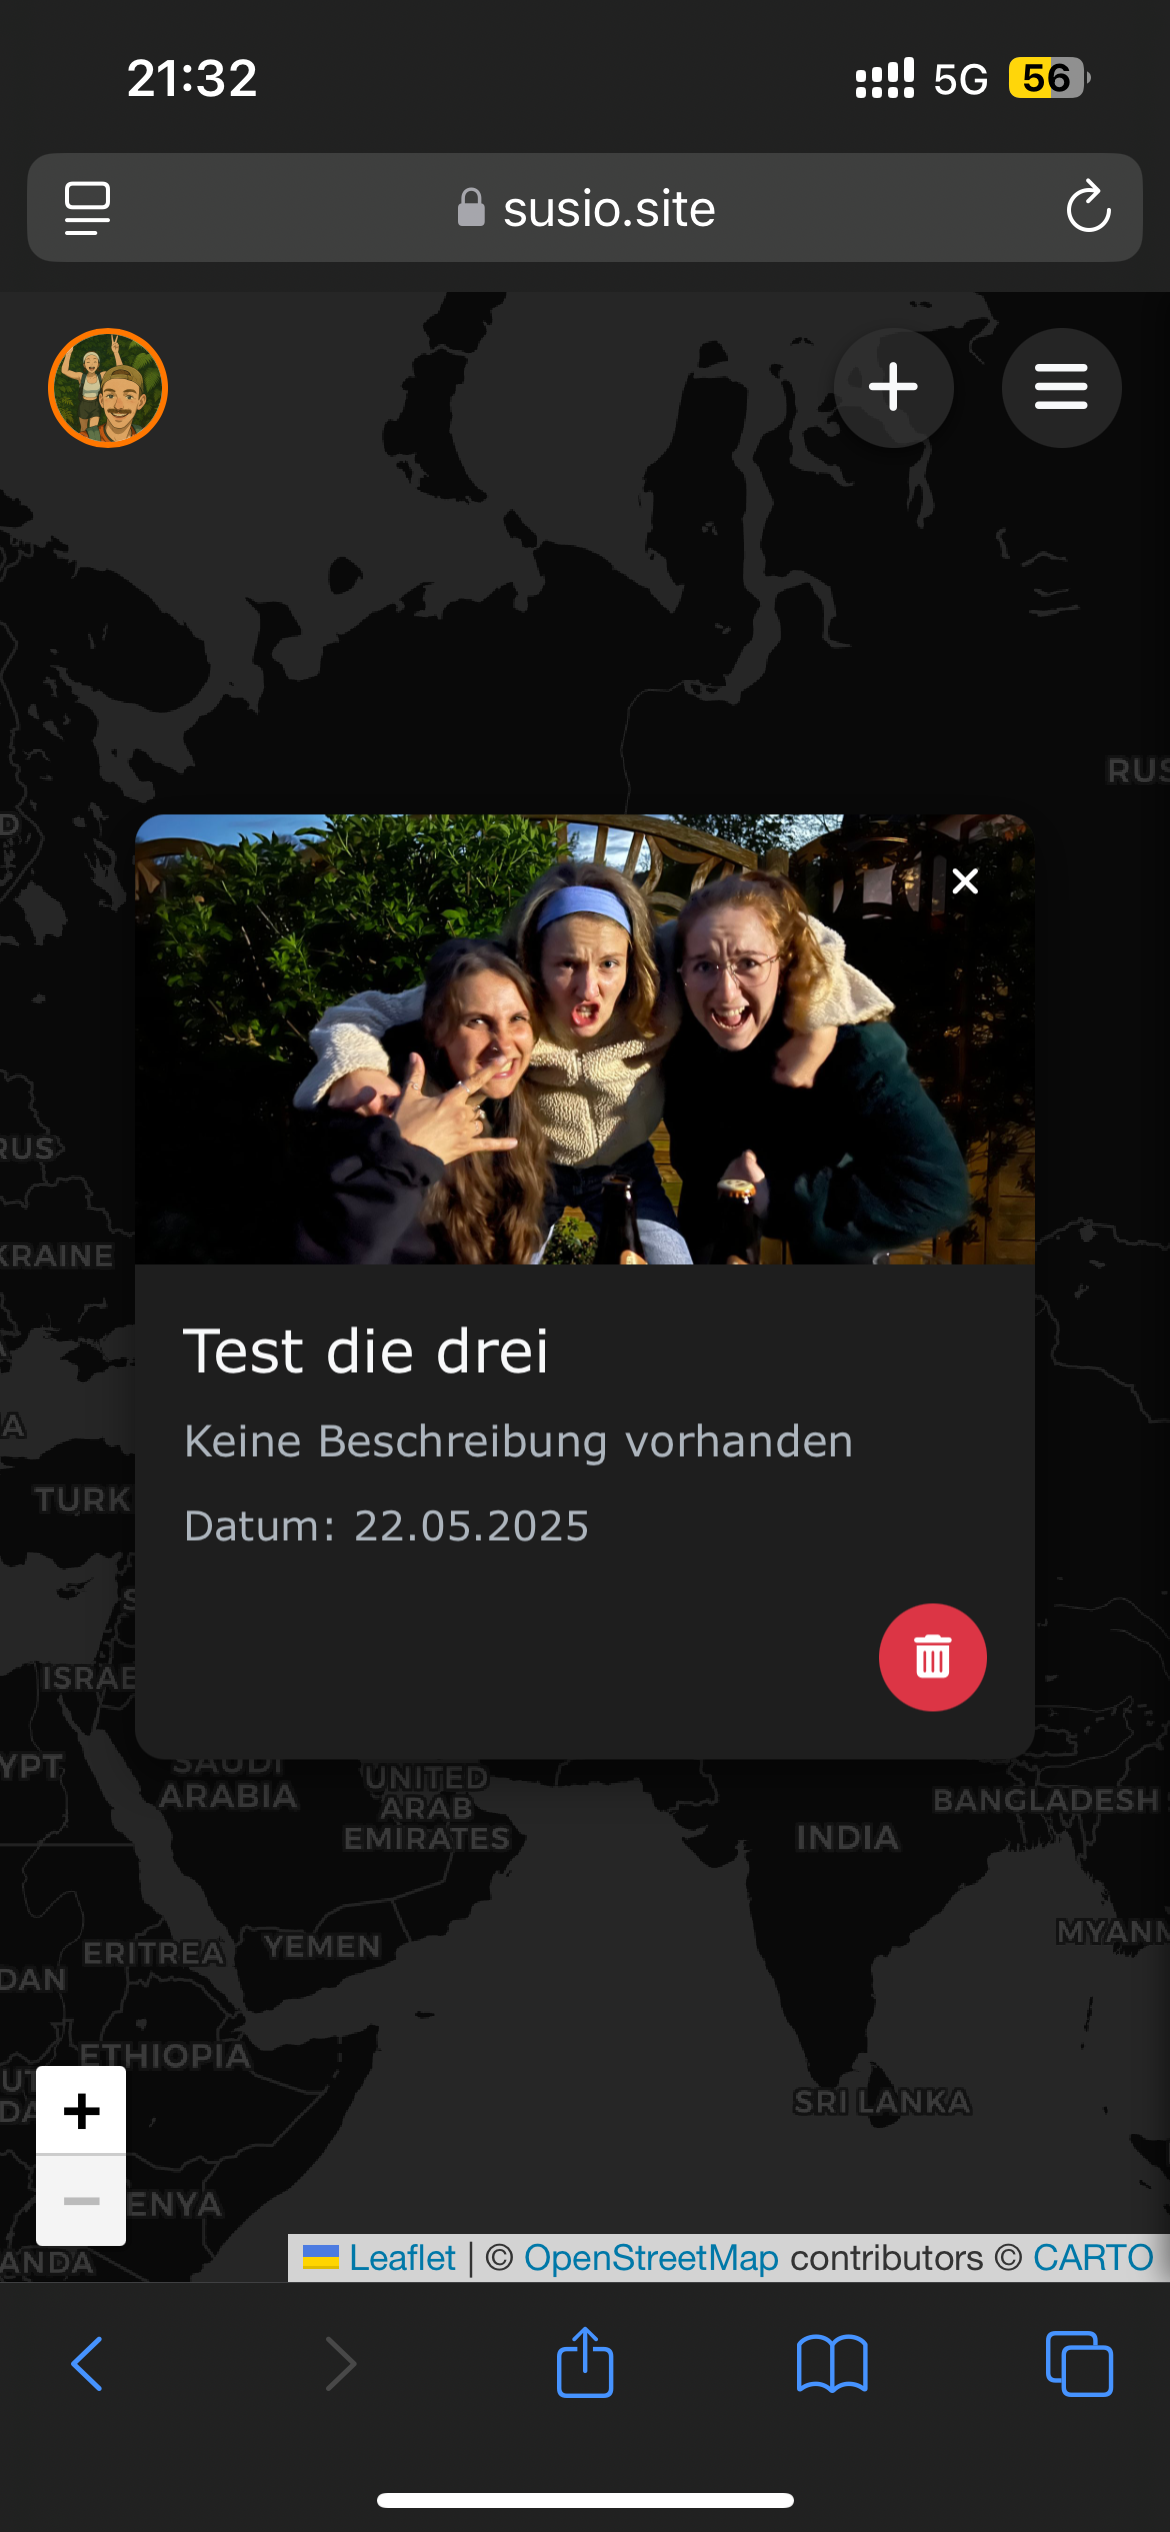 21:32
5G 56
susio.site
RUS
D
RUS
KRAINE
A
TURK
ISRAE
Test die drei
Keine Beschreibung vorhanden
Datum: 22.05.2025
YPT
SAUDI
ARABIA
UNITED
ARAB
EMIRATES
BANGLADESH
INDIA
MYANM
ERITREA
YEMEN
DAN
ETHIOPIA
UT
DA
SRI LANKA
+
−
ENYA
ANDA
Leaflet | © OpenStreetMap contributors © CARTO